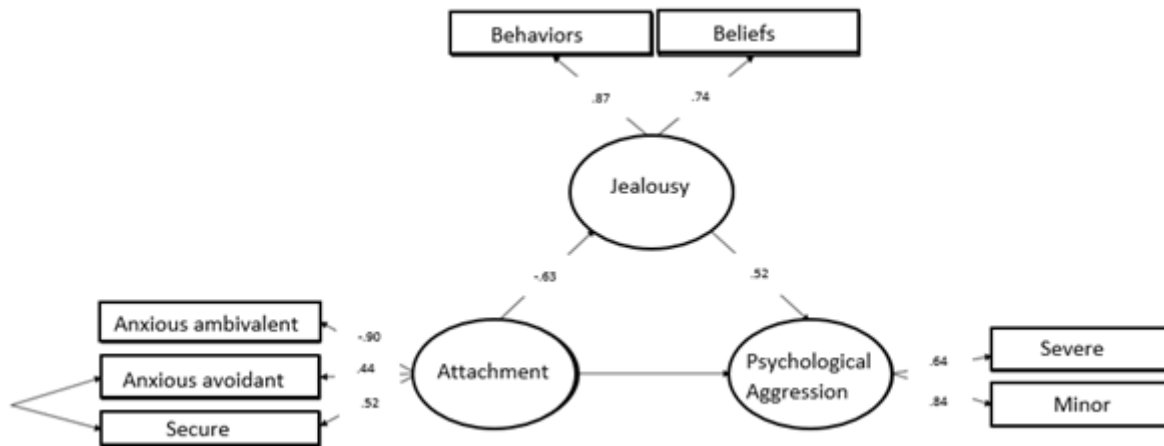 Behaviors
Beliefs
.87
.74
Jealousy
-.63
.52
Anxious ambivalent
-.90
Anxious avoidant
.44
Attachment
Secure
.52
Psychological
Aggression
.64
Severe
.84
Minor